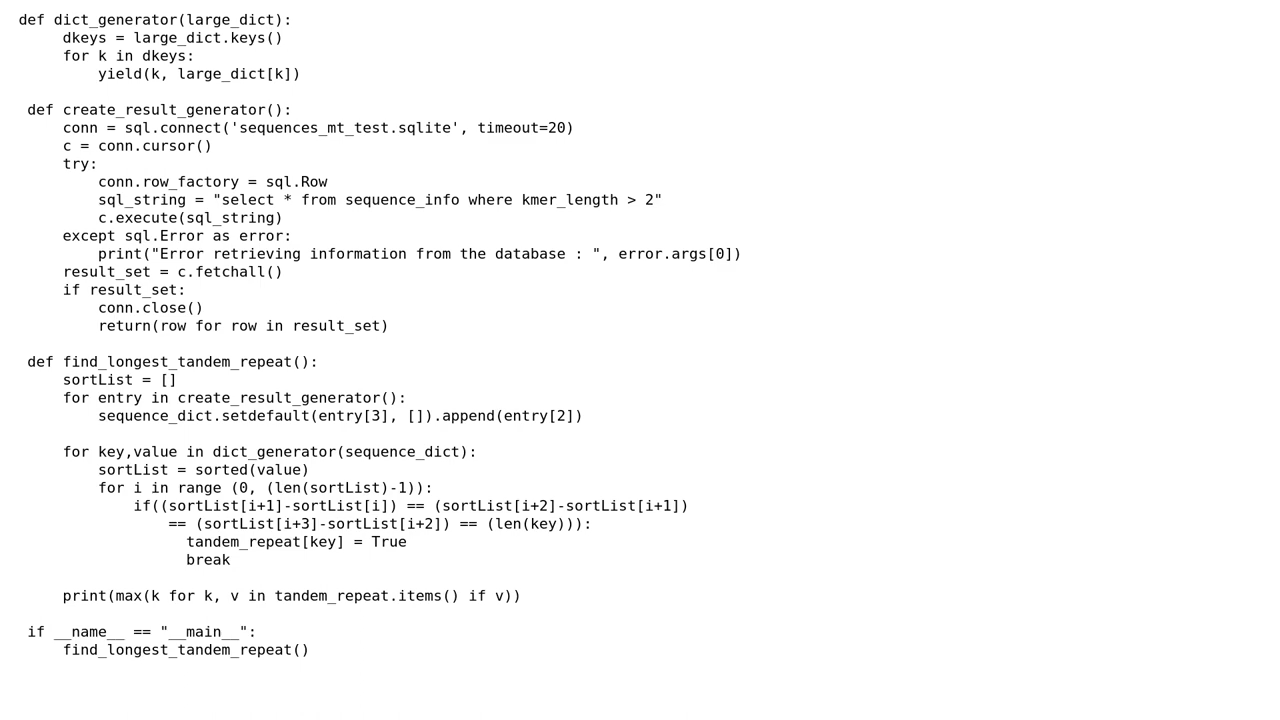 def dict_generator(large_dict):
     dkeys = large_dict.keys()
     for k in dkeys:
         yield(k, large_dict[k])

 def create_result_generator():
     conn = sql.connect('sequences_mt_test.sqlite', timeout=20)
     c = conn.cursor()
     try:
         conn.row_factory = sql.Row
         sql_string = "select * from sequence_info where kmer_length > 2"
         c.execute(sql_string)
     except sql.Error as error:
         print("Error retrieving information from the database : ", error.args[0])
     result_set = c.fetchall()
     if result_set:
         conn.close()
         return(row for row in result_set)

 def find_longest_tandem_repeat():
     sortList = []
     for entry in create_result_generator():
         sequence_dict.setdefault(entry[3], []).append(entry[2])

     for key,value in dict_generator(sequence_dict):
         sortList = sorted(value)
         for i in range (0, (len(sortList)-1)):
             if((sortList[i+1]-sortList[i]) == (sortList[i+2]-sortList[i+1])
                 == (sortList[i+3]-sortList[i+2]) == (len(key))):
                   tandem_repeat[key] = True
                   break

     print(max(k for k, v in tandem_repeat.items() if v))

 if __name__ == "__main__":
     find_longest_tandem_repeat()